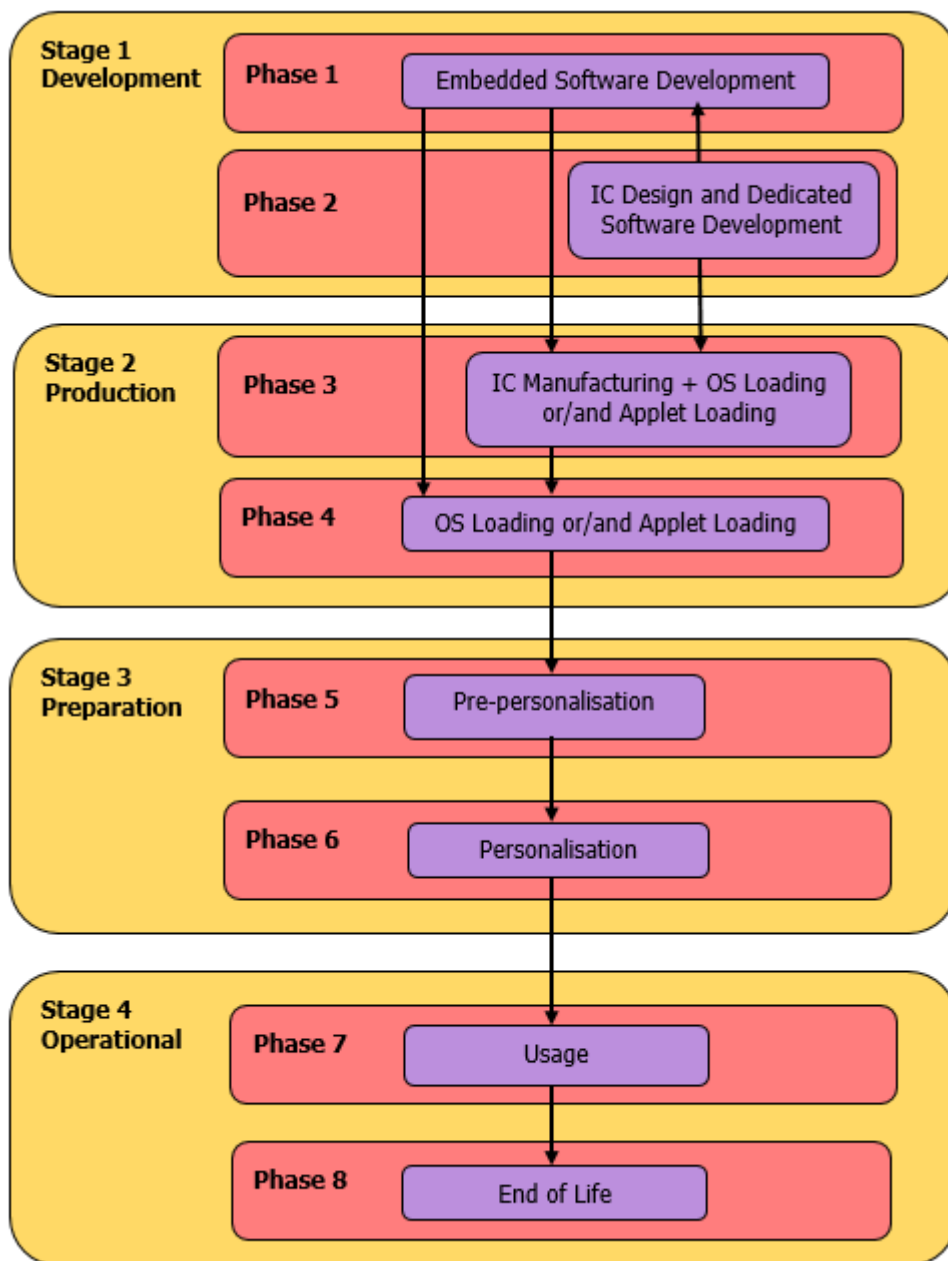 Stage 1
Development
Phase 1
Embedded Software Development
Phase 2
IC Design and Dedicated
Software Development
Stage 2
Production
Phase 3
IC Manufacturing + OS Loading
or/and Applet Loading
Phase 4
OS Loading or/and Applet Loading
Stage 3
Preparation
Phase 5
Pre-personalisation
Phase 6
Personalisation
Stage 4
Operational
Phase 7
Usage
Phase 8
End of Life